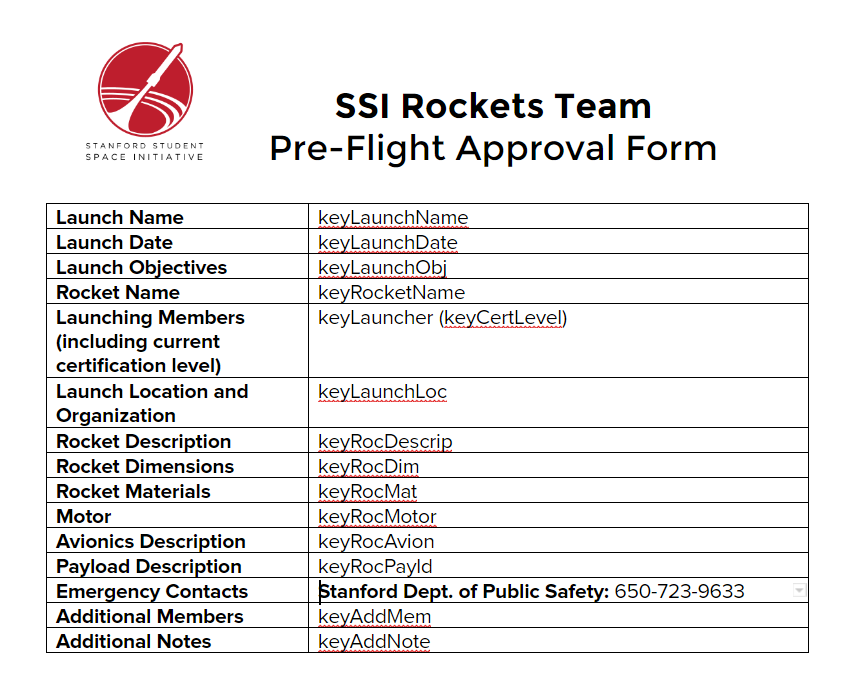 STANFORD STUDENT
SPACE INITIATIVE
SSI Rockets Team
Pre-Flight Approval Form
Launch Name keyLaunchName
Launch Date keyLaunchDate
Launch Objectives keyLaunchObj
Rocket Name keyRocketName
Launching Members keyLauncher (keyCertLevel)
(including current
certification level)
Launch Location and keyLaunchLoc
Organization
Rocket Description keyRocDescrip
Rocket Dimensions keyRocDim
Rocket Materials keyRocMat
Motor keyRocMotor
Avionics Description keyRocAvion
Payload Description keyRocPayld
Emergency Contacts Stanford Dept. of Public Safety: 650-723-9633
Additional Members keyAddMem
Additional Notes keyAddNote